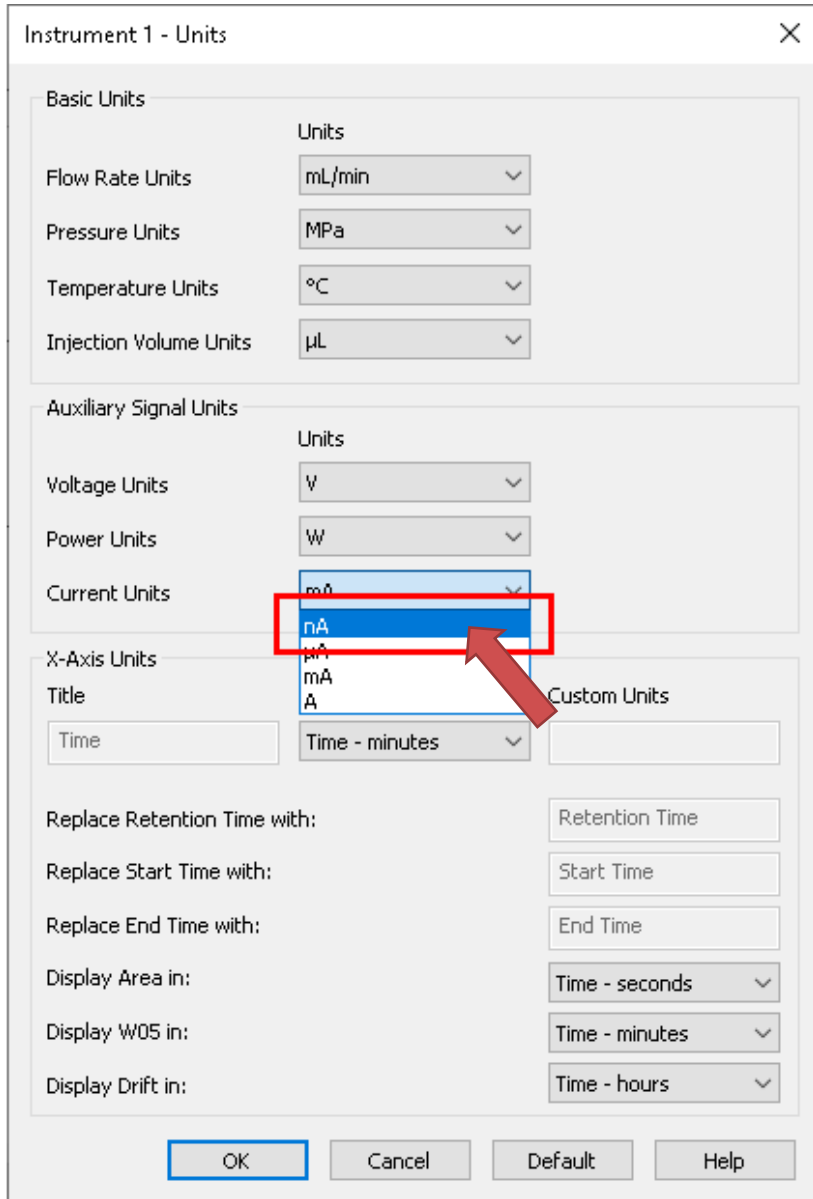 Instrument 1 - Units
Basic Units
Units
Flow Rate Units mL/min
Pressure Units MPa
Temperature Units °C
Injection Volume Units µL
Auxiliary Signal Units
Units
Voltage Units V
Power Units W
Current Units mA
nA
µA
X-Axis Units
mA
Title Custom Units
A
Time Time - minutes
Replace Retention Time with: Retention Time
Replace Start Time with: Start Time
Replace End Time with: End Time
Display Area in: Time - seconds
Display W05 in: Time - minutes
Display Drift in: Time - hours
OK Cancel Default Help